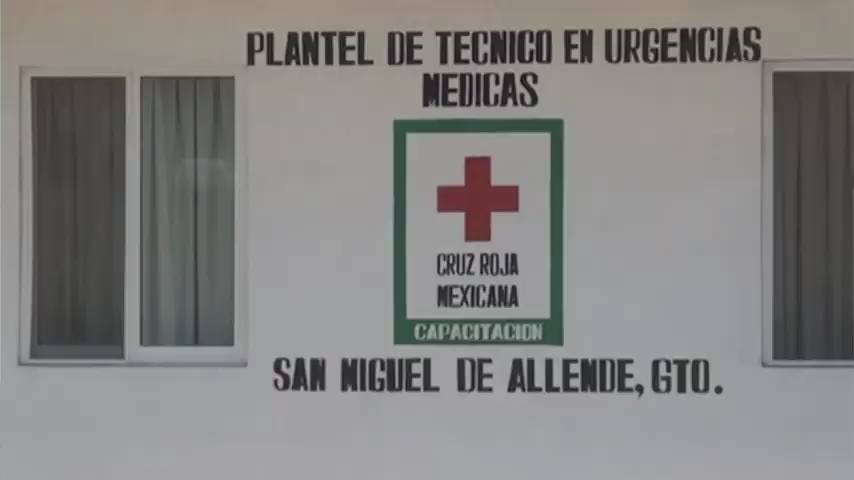 PLANTEL DE TECNICO EN URGENCIAS
MEDICAS
CRUZ ROJA
MEXICANA
CAPACITACION
SAN MIGUEL DE ALLENDE, GTO.